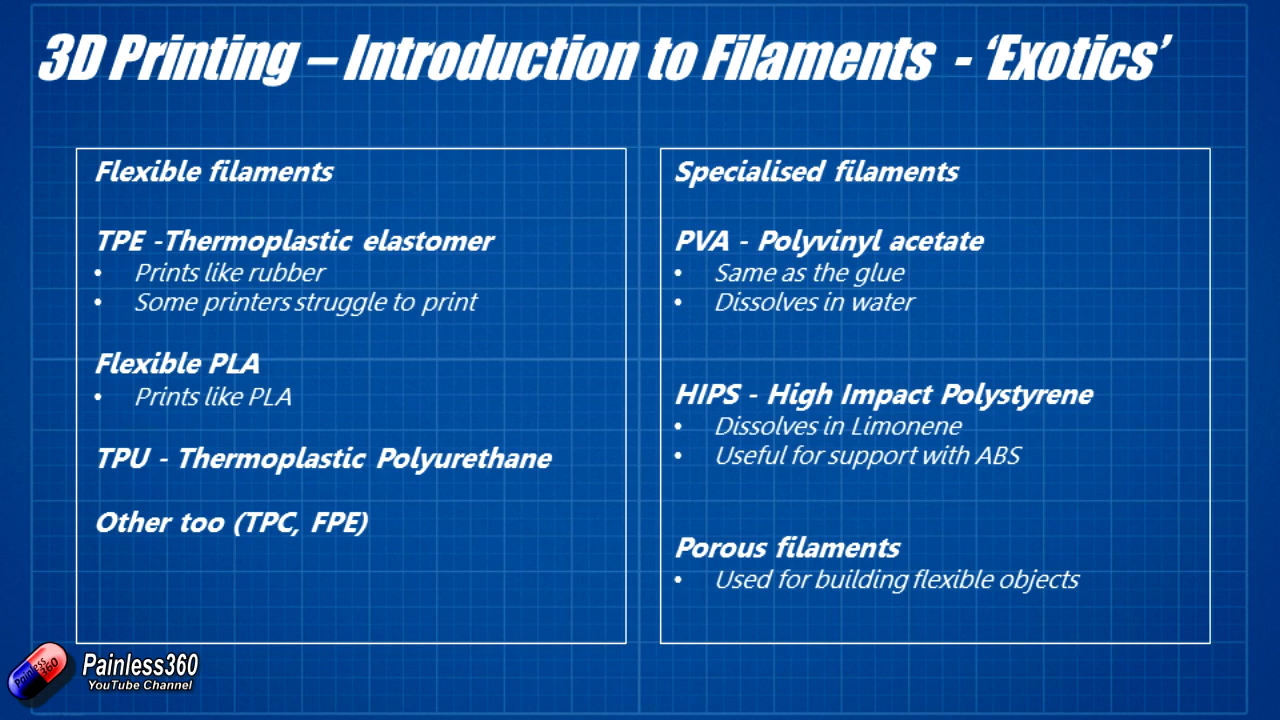 3D Printing – Introduction to Filaments - ‘Exotics’
Flexible filaments
TPE -Thermoplastic elastomer
• Prints like rubber
• Some printers struggle to print
Flexible PLA
• Prints like PLA
TPU - Thermoplastic Polyurethane
Other too (TPC, FPE)
Specialised filaments
PVA - Polyvinyl acetate
• Same as the glue
• Dissolves in water
HIPS - High Impact Polystyrene
• Dissolves in Limonene
• Useful for support with ABS
Porous filaments
• Used for building flexible objects
Painless
360
Painless360
YouTube Channel